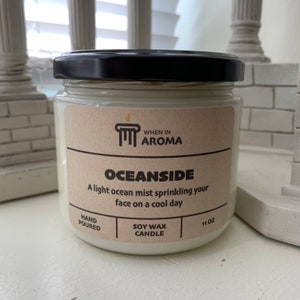 WHEN IN
AROMA
OCEANSIDE
A light ocean mist sprinkling your
face on a cool day
HAND
POURED
SOY WAX
CANDLE
11 OZ